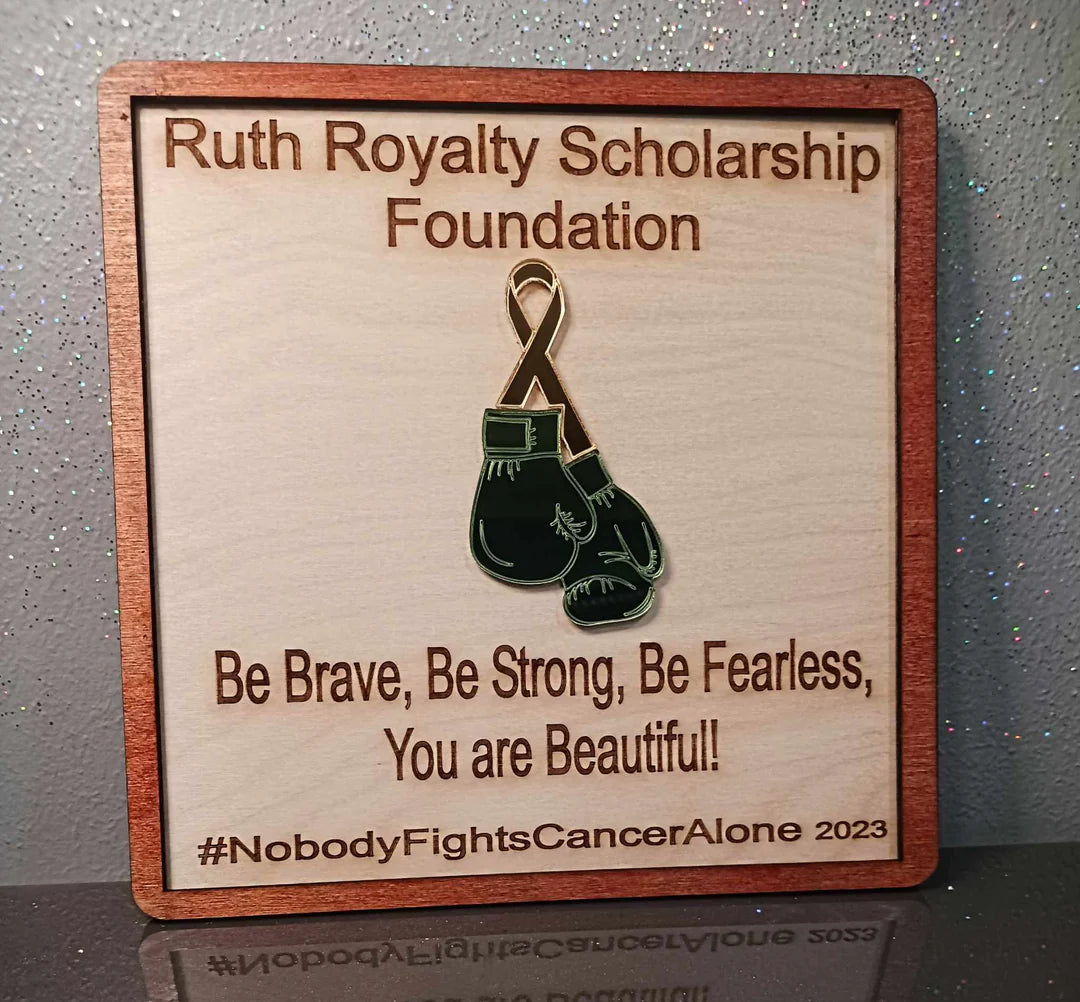 Ruth Royalty Scholarship
Foundation
Be Brave, Be Strong, Be Fearless,
You are Beautiful!
#NobodyFightsCancerAlone 2023